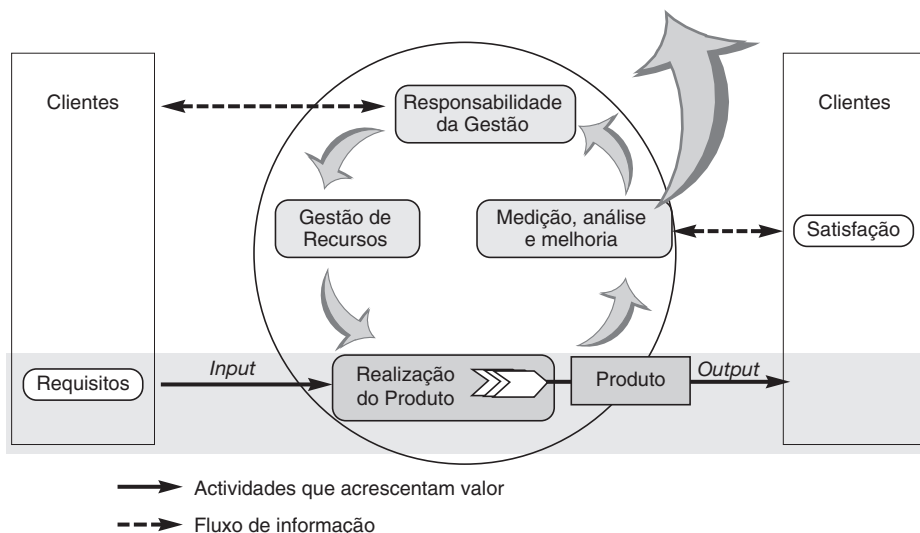 Clientes
Responsabilidade
da Gestão
Clientes
Gestão de
Recursos
Medição, análise
e melhoria
Satisfação
Requisitos
Input
Realização
do Produto
Produto
Output
Actividades que acrescentam valor
Fluxo de informação